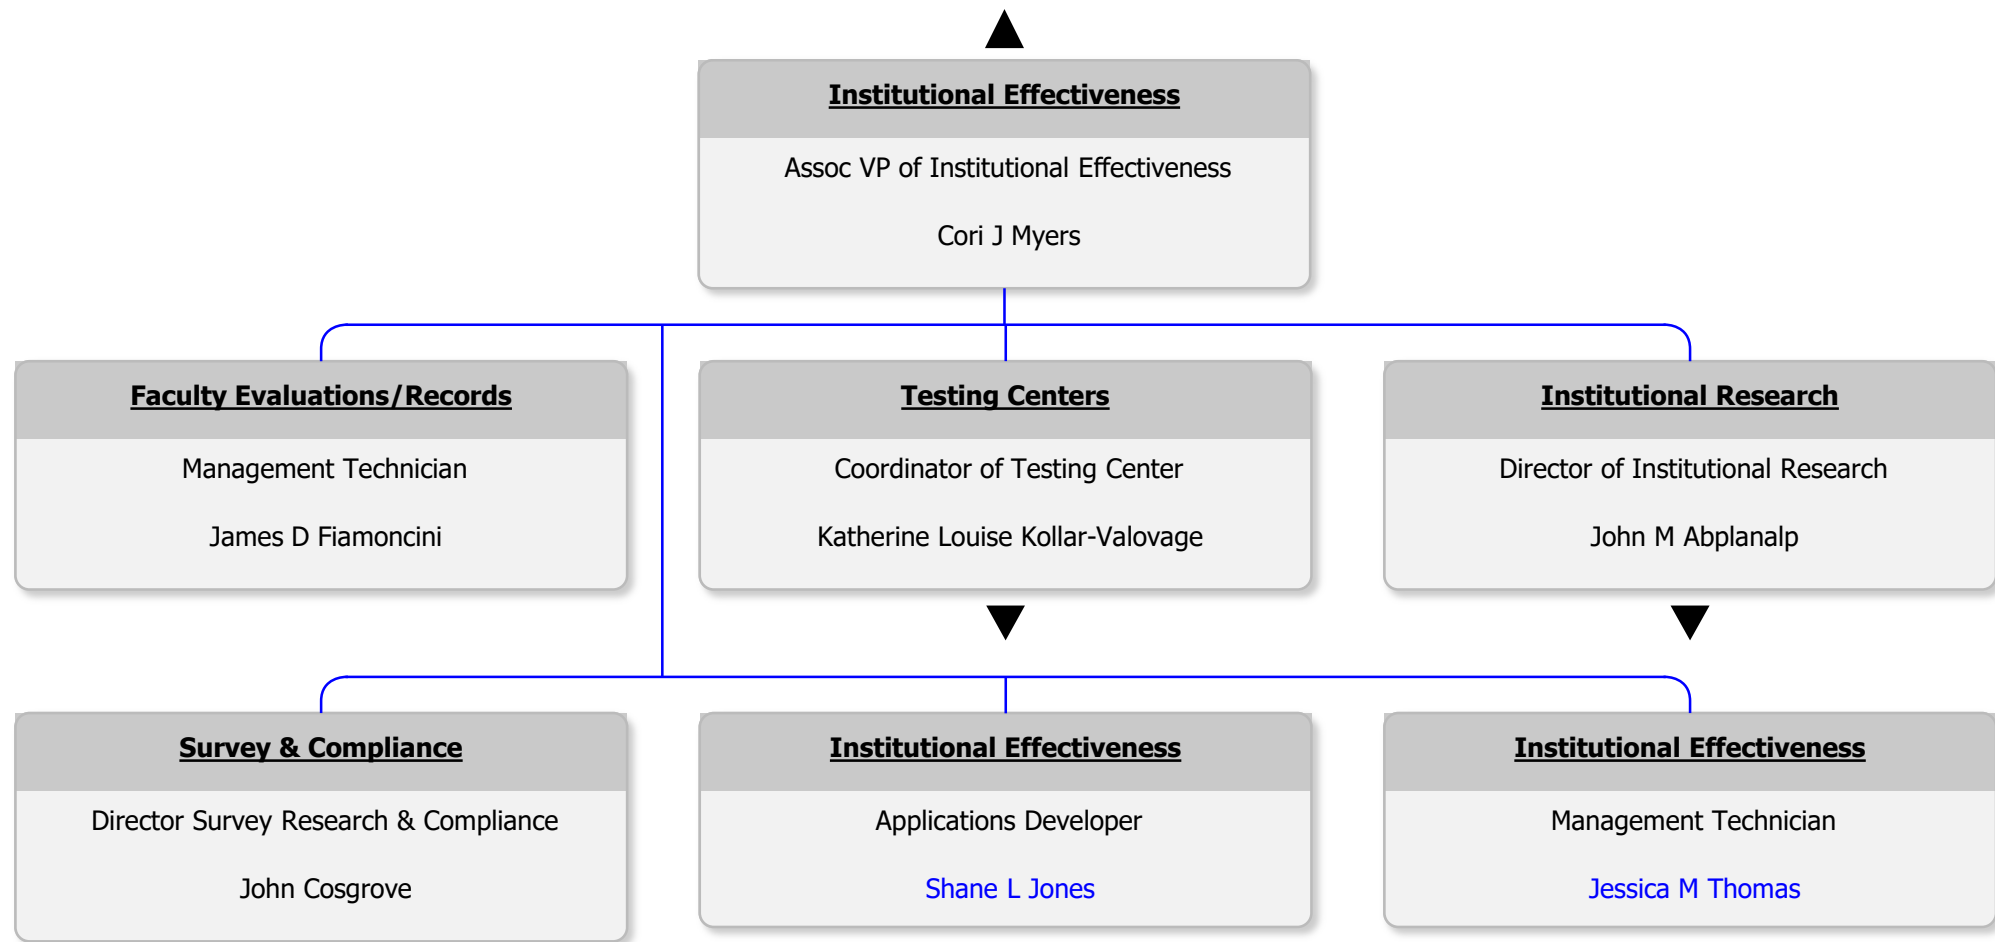 Institutional Effectiveness
Assoc VP of Institutional Effectiveness
Cori J Myers
Faculty Evaluations/Records
Management Technician
James D Fiamoncini
Testing Centers
Coordinator of Testing Center
Katherine Louise Kollar-Valovage
Institutional Research
Director of Institutional Research
John M Abplanalp
Survey & Compliance
Director Survey Research & Compliance
John Cosgrove
Institutional Effectiveness
Applications Developer
Shane L Jones
Institutional Effectiveness
Management Technician
Jessica M Thomas